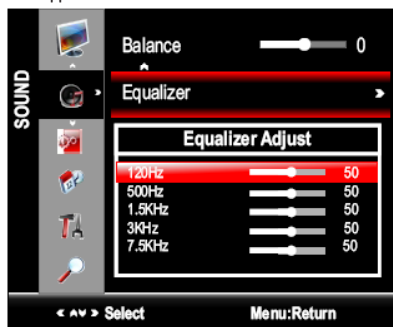 SOUND
Balance 0
Equalizer
Equalizer Adjust
120Hz 50
500Hz 50
1.5KHz 50
3KHz 50
7.5KHz 50
Select Menu:Return